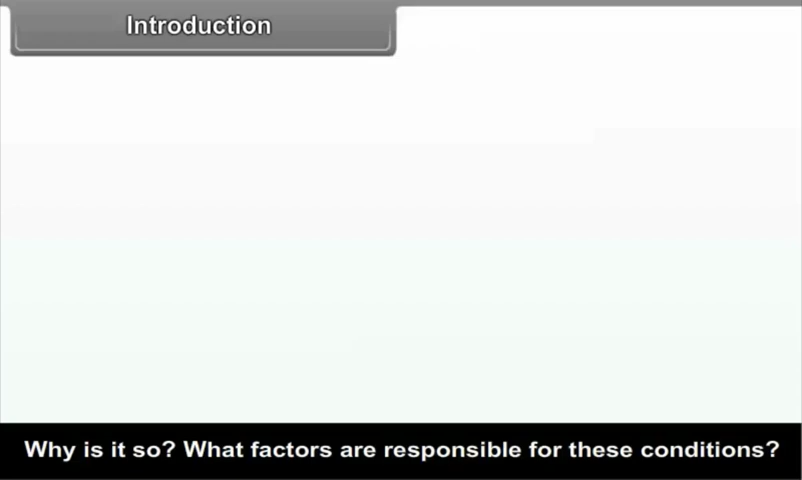 Introduction
Why is it so? What factors are responsible for these conditions?